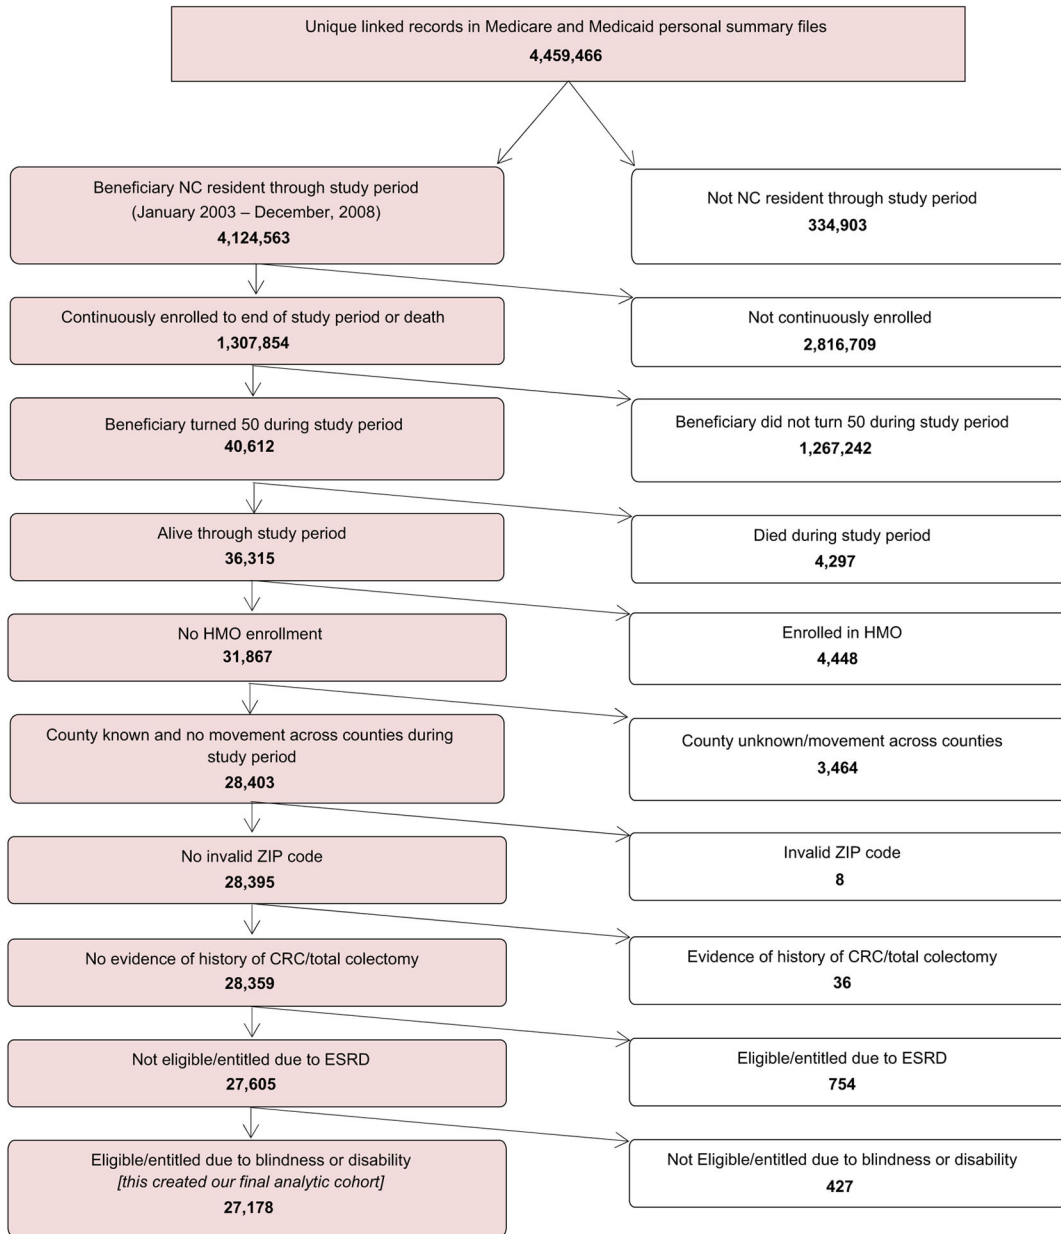 Unique linked records in Medicare and Medicaid personal summary files
4,459,466
Beneficiary NC resident through study period
(January 2003 – December, 2008)
4,124,563
Not NC resident through study period
334,903
Continuously enrolled to end of study period or death
1,307,854
Not continuously enrolled
2,816,709
Beneficiary turned 50 during study period
40,612
Beneficiary did not turn 50 during study period
1,267,242
Alive through study period
36,315
Died during study period
4,297
No HMO enrollment
31,867
Enrolled in HMO
4,448
County known and no movement across counties during
study period
28,403
County unknown/movement across counties
3,464
No invalid ZIP code
28,395
Invalid ZIP code
8
No evidence of history of CRC/total colectomy
28,359
Evidence of history of CRC/total colectomy
36
Not eligible/entitled due to ESRD
27,605
Eligible/entitled due to ESRD
754
Eligible/entitled due to blindness or disability
[this created our final analytic cohort]
27,178
Not Eligible/entitled due to blindness or disability
427